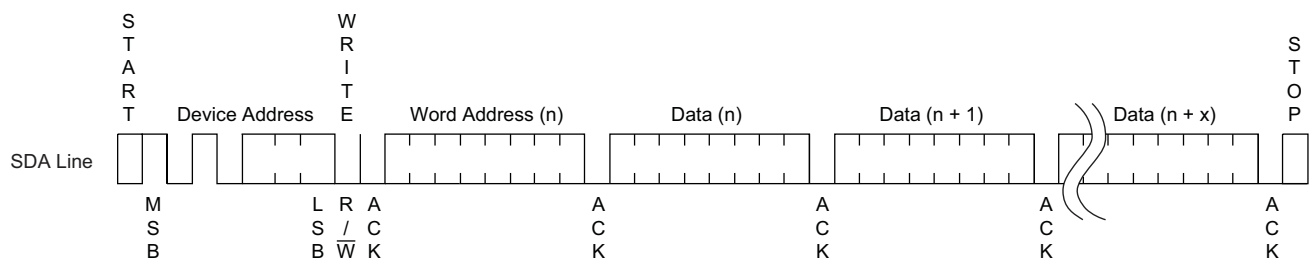 START
WRITE
STOP
Device Address
Word Address (n)
Data (n)
Data (n + 1)
Data (n + x)
SDA Line
MSB
LSB
R/W
ACK
ACK
ACK
ACK
ACK